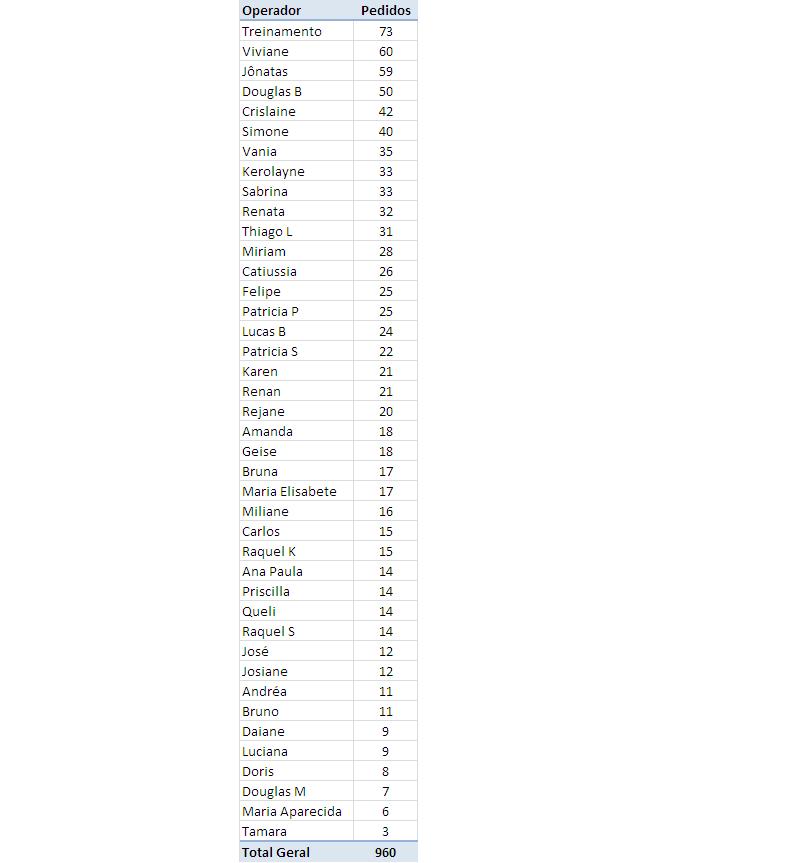 Operador Pedidos
Treinamento 73
Viviane 60
Jônatas 59
Douglas B 50
Crislaine 42
Simone 40
Vania 35
Kerolayne 33
Sabrina 33
Renata 32
Thiago L 31
Miriam 28
Catiussia 26
Felipe 25
Patricia P 25
Lucas B 24
Patricia S 22
Karen 21
Renan 21
Rejane 20
Amanda 18
Geise 18
Bruna 17
Maria Elisabete 17
Miliane 16
Carlos 15
Raquel K 15
Ana Paula 14
Priscilla 14
Queli 14
Raquel S 14
José 12
Josiane 12
Andréa 11
Bruno 11
Daiane 9
Luciana 9
Doris 8
Douglas M 7
Maria Aparecida 6
Tamara 3
Total Geral 960